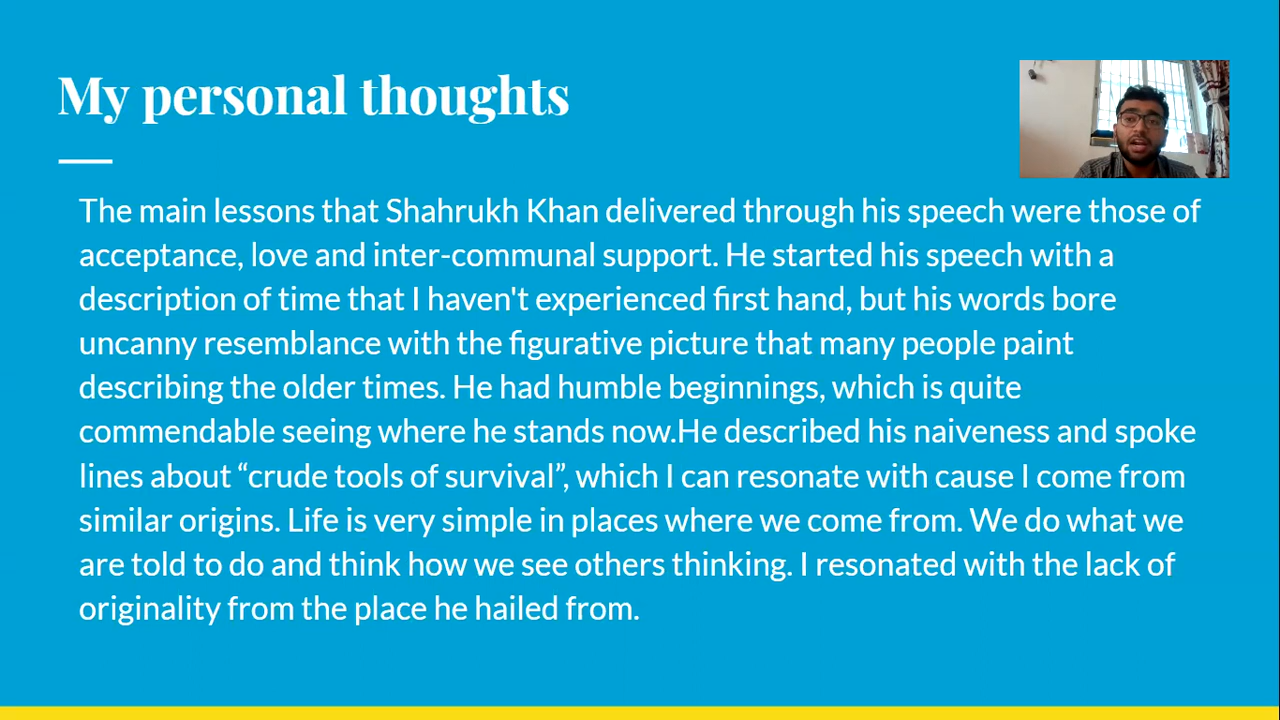 My personal thoughts
The main lessons that Shahrukh Khan delivered through his speech were those of
acceptance, love and inter-communal support. He started his speech with a
description of time that I haven't experienced first hand, but his words bore
uncanny resemblance with the figurative picture that many people paint
describing the older times. He had humble beginnings, which is quite
commendable seeing where he stands now.He described his naiveness and spoke
lines about “crude tools of survival”, which I can resonate with cause I come from
similar origins. Life is very simple in places where we come from. We do what we
are told to do and think how we see others thinking. I resonated with the lack of
originality from the place he hailed from.